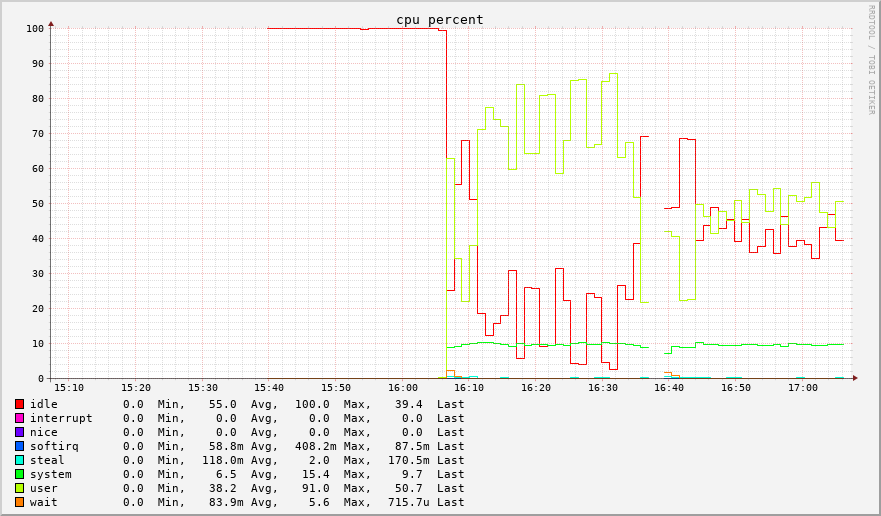 cpu percent
RRDTOOL / TOBI OETIKER
100
90
80
70
60
50
40
30
20
10
0
15:10 15:20 15:30 15:40 15:50 16:00 16:10 16:20 16:30 16:40 16:50 17:00
idle 0.0 Min, 55.0 Avg, 100.0 Max, 39.4 Last
interrupt 0.0 Min, 0.0 Avg, 0.0 Max, 0.0 Last
nice 0.0 Min, 0.0 Avg, 0.0 Max, 0.0 Last
softirq 0.0 Min, 58.8m Avg, 408.2m Max, 87.5m Last
steal 0.0 Min, 118.0m Avg, 2.0 Max, 170.5m Last
system 0.0 Min, 6.5 Avg, 15.4 Max, 9.7 Last
user 0.0 Min, 38.2 Avg, 91.0 Max, 50.7 Last
wait 0.0 Min, 83.9m Avg, 5.6 Max, 715.7u Last